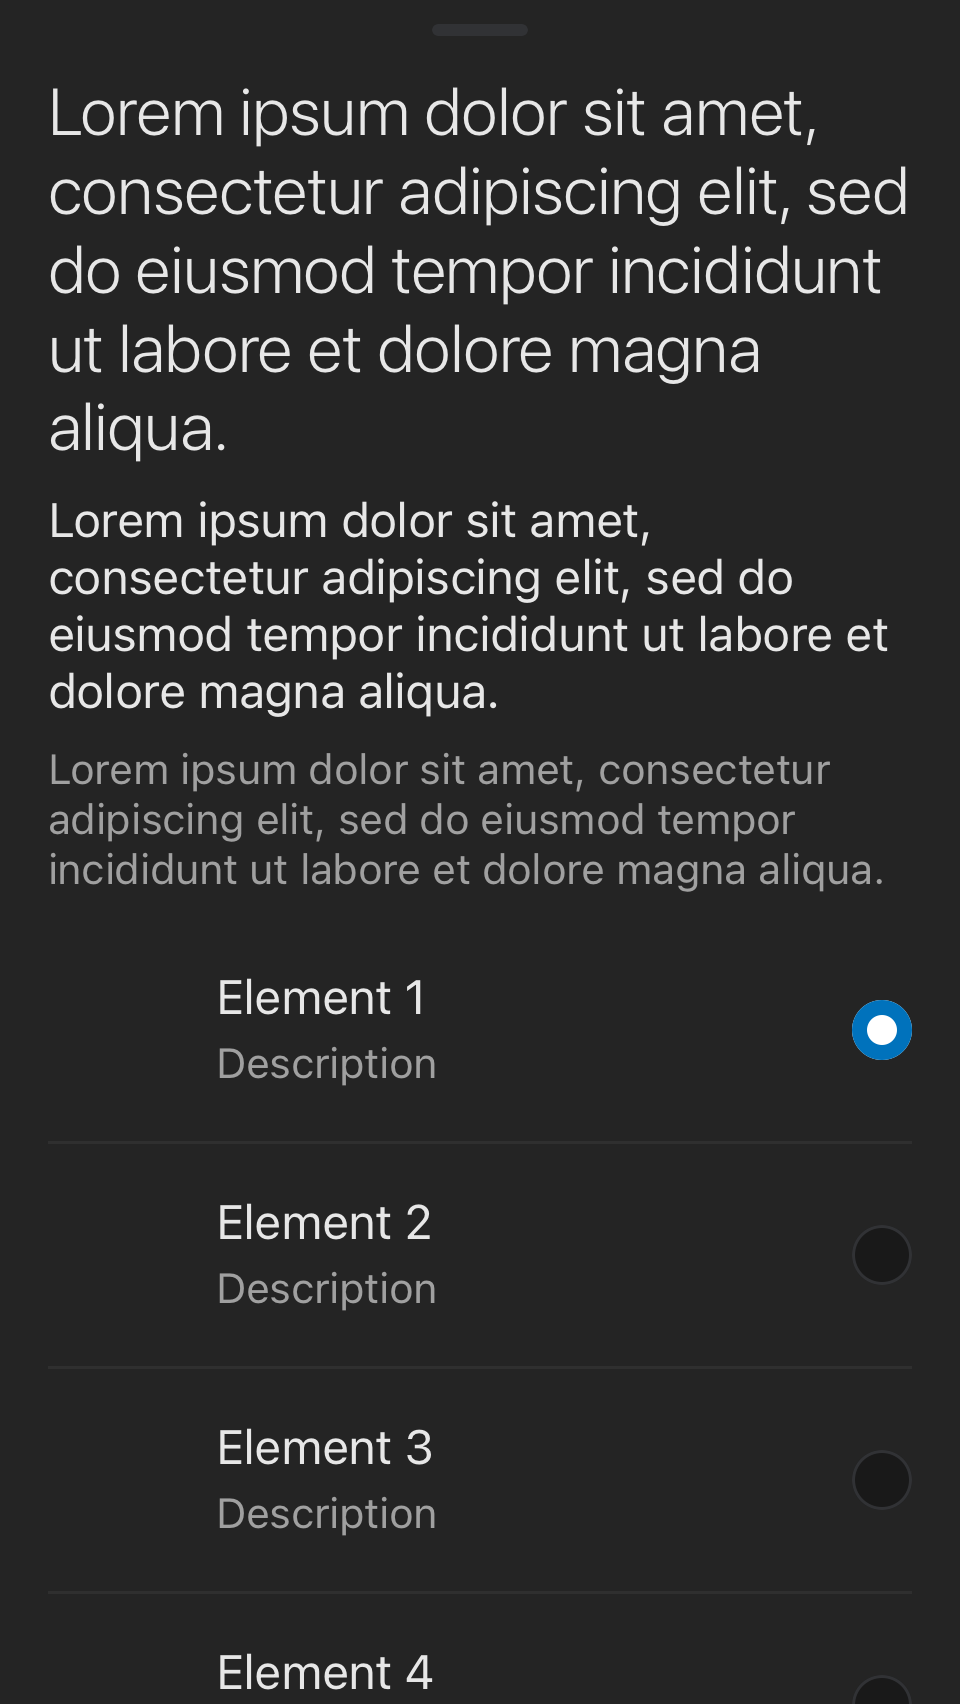 Lorem ipsum dolor sit amet,
consectetur adipiscing elit, sed
do eiusmod tempor incididunt
ut labore et dolore magna
aliqua.
Lorem ipsum dolor sit amet,
consectetur adipiscing elit, sed do
eiusmod tempor incididunt ut labore et
dolore magna aliqua.
Lorem ipsum dolor sit amet, consectetur
adipiscing elit, sed do eiusmod tempor
incididunt ut labore et dolore magna aliqua.
Element 1
Description
Element 2
Description
Element 3
Description
Element 4